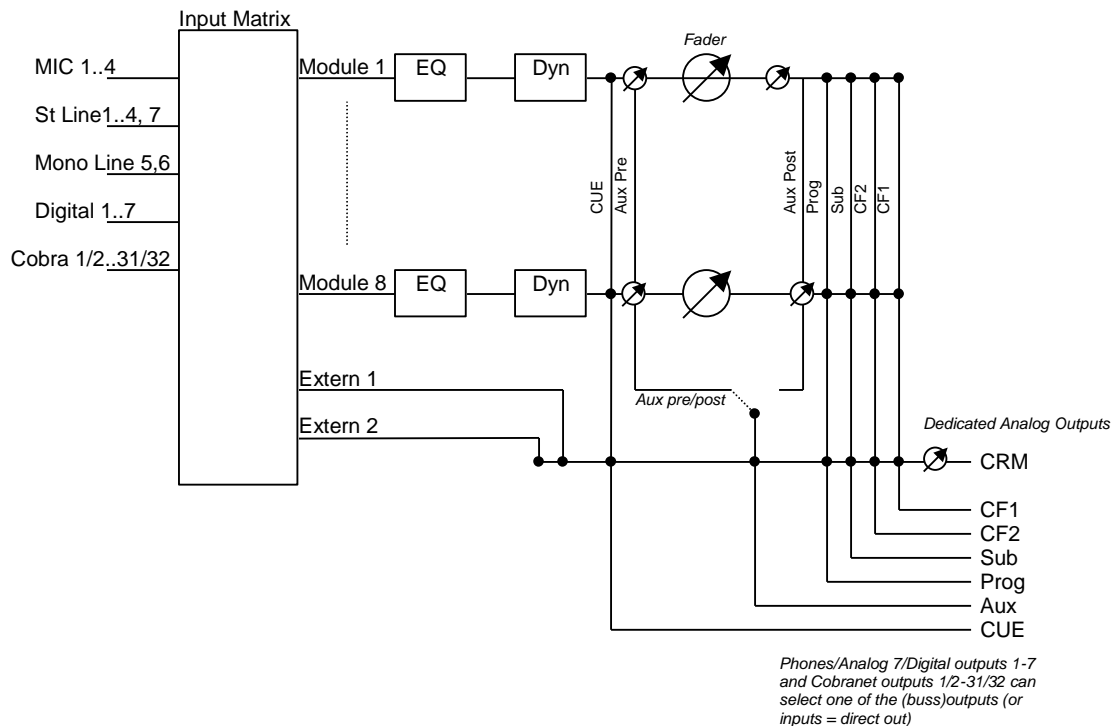 Input Matrix
MIC 1..4
St Line1..4, 7
Mono Line 5,6
Digital 1..7
Cobra 1/2..31/32
Module 1
EQ
Dyn
Fader
CUE
Aux Pre
Aux Post
Prog
Sub
CF2
CF1
Module 8
EQ
Dyn
Extern 1
Extern 2
Aux pre/post
Dedicated Analog Outputs
CRM
CF1
CF2
Sub
Prog
Aux
CUE
Phones/Analog 7/Digital outputs 1-7
and Cobranet outputs 1/2-31/32 can
select one of the (buss)outputs (or
inputs = direct out)